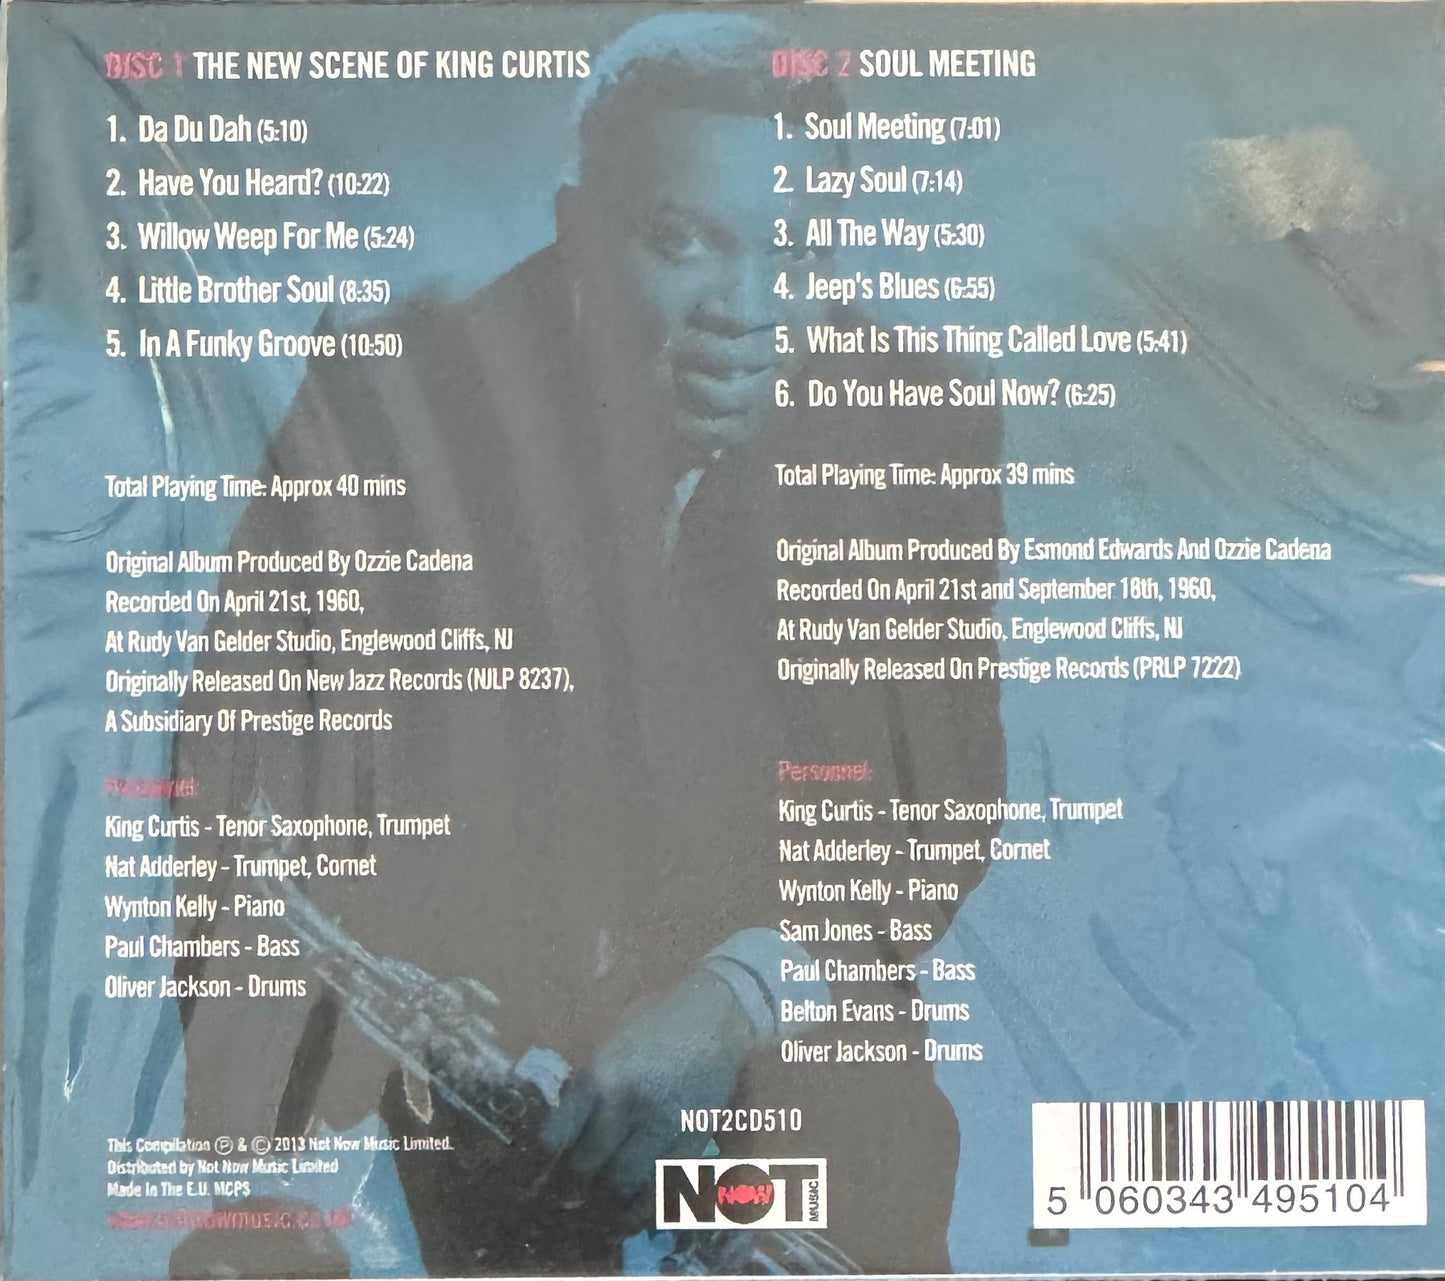 DISC 1 THE NEW SCENE OF KING CURTIS
1. Da Du Dah (5:10)
2. Have You Heard? (10:22)
3. Willow Weep For Me (5:24)
4. Little Brother Soul (8:35)
5. In A Funky Groove (10:50)
Total Playing Time: Approx 40 mins
Original Album Produced By Ozzie Cadena
Recorded On April 21st, 1960,
At Rudy Van Gelder Studio, Englewood Cliffs, NJ
Originally Released On New Jazz Records (NJLP 8237),
A Subsidiary Of Prestige Records
Personnel:
King Curtis - Tenor Saxophone, Trumpet
Nat Adderley - Trumpet, Cornet
Wynton Kelly - Piano
Paul Chambers - Bass
Oliver Jackson - Drums
This Compilation ℗ & © 2013 Not Now Music Limited.
Distributed by Not Now Music Limited
Made In The E.U. MCPS
DISC 2 SOUL MEETING
1. Soul Meeting (7:01)
2. Lazy Soul (7:14)
3. All The Way (5:30)
4. Jeep's Blues (6:55)
5. What Is This Thing Called Love (5:41)
6. Do You Have Soul Now? (6:25)
Total Playing Time: Approx 39 mins
Original Album Produced By Esmond Edwards And Ozzie Cadena
Recorded On April 21st and September 18th, 1960,
At Rudy Van Gelder Studio, Englewood Cliffs, NJ
Originally Released On Prestige Records (PRLP 7222)
Personnel:
King Curtis - Tenor Saxophone, Trumpet
Nat Adderley - Trumpet, Cornet
Wynton Kelly - Piano
Sam Jones - Bass
Paul Chambers - Bass
Belton Evans - Drums
Oliver Jackson - Drums
NOT2CD510
NOT NOW MUSIC
5 060343 495104